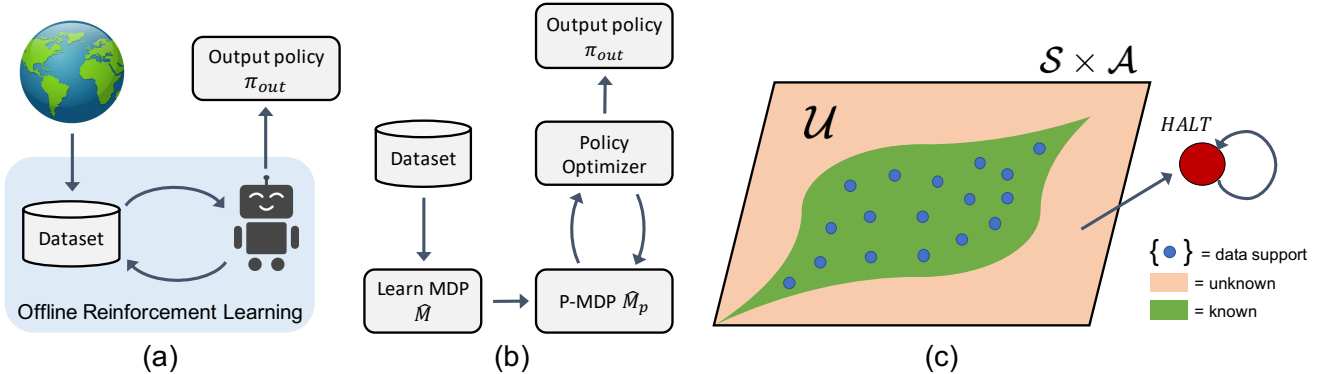 Output policy
π_out
Dataset
Offline Reinforcement Learning
(a)
Output policy
π_out
Dataset
Policy
Optimizer
Learn MDP
M̂
P-MDP M̂_p
(b)
𝒮 × 𝒜
𝒰
HALT
{ } = data support
= unknown
= known
(c)